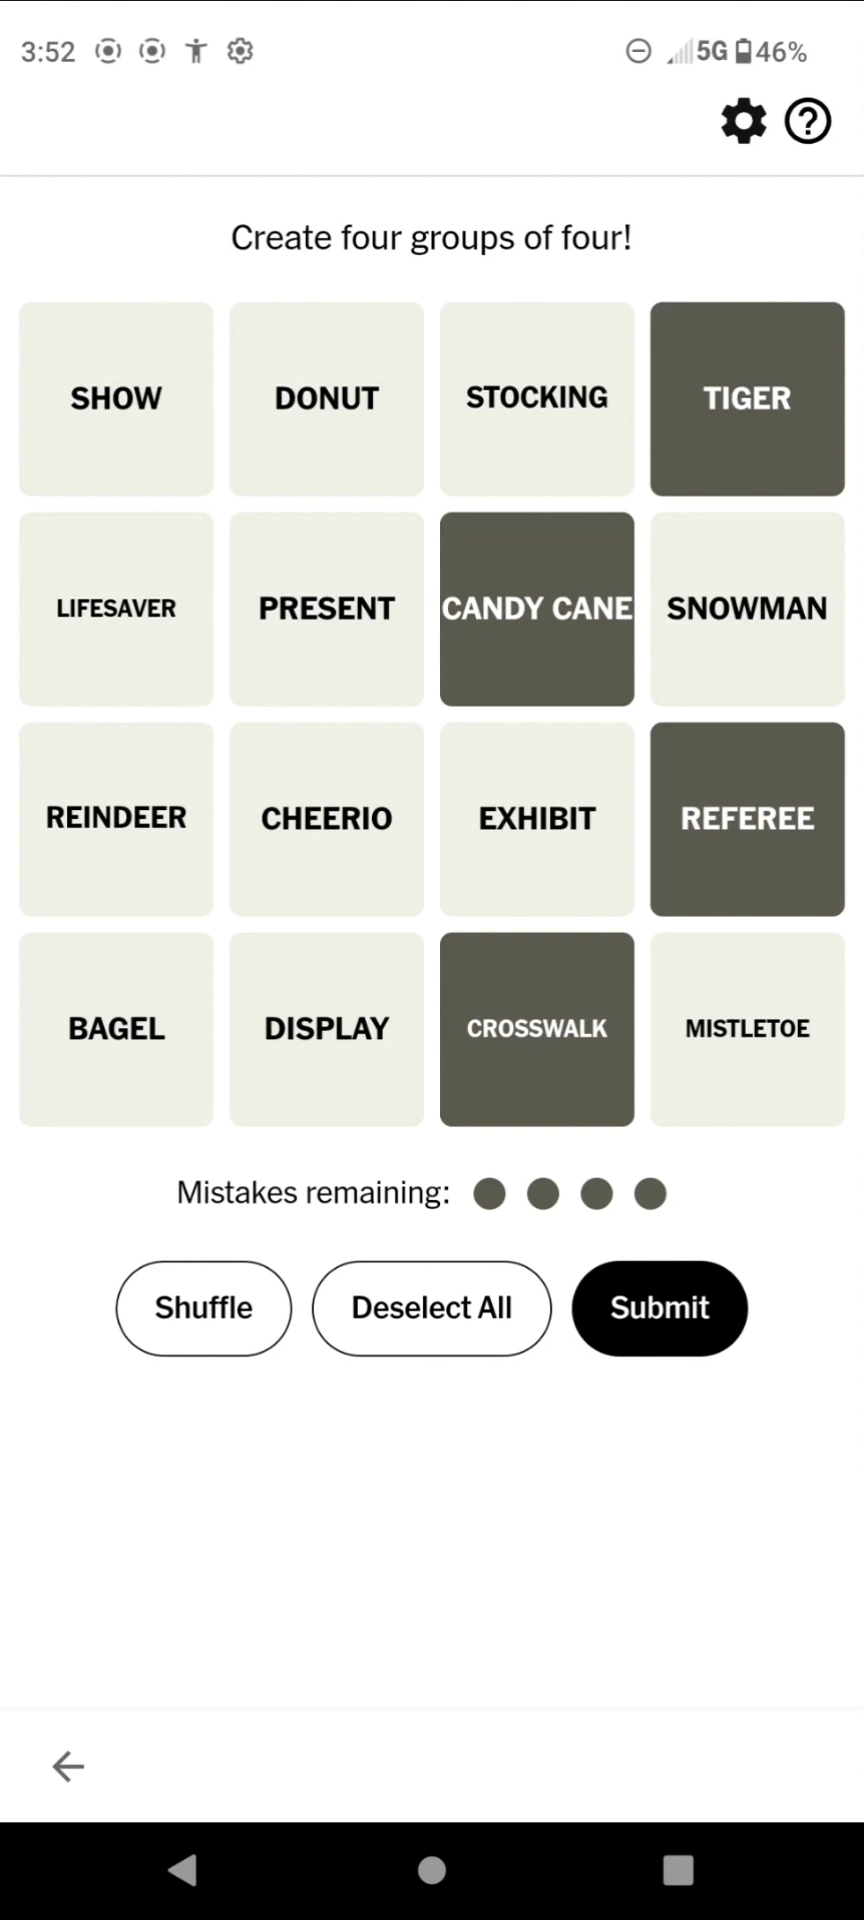 3:52 5G 46%
Create four groups of four!
SHOW DONUT STOCKING TIGER
LIFESAVER PRESENT CANDY CANE SNOWMAN
REINDEER CHEERIO EXHIBIT REFEREE
BAGEL DISPLAY CROSSWALK MISTLETOE
Mistakes remaining:
Shuffle Deselect All Submit